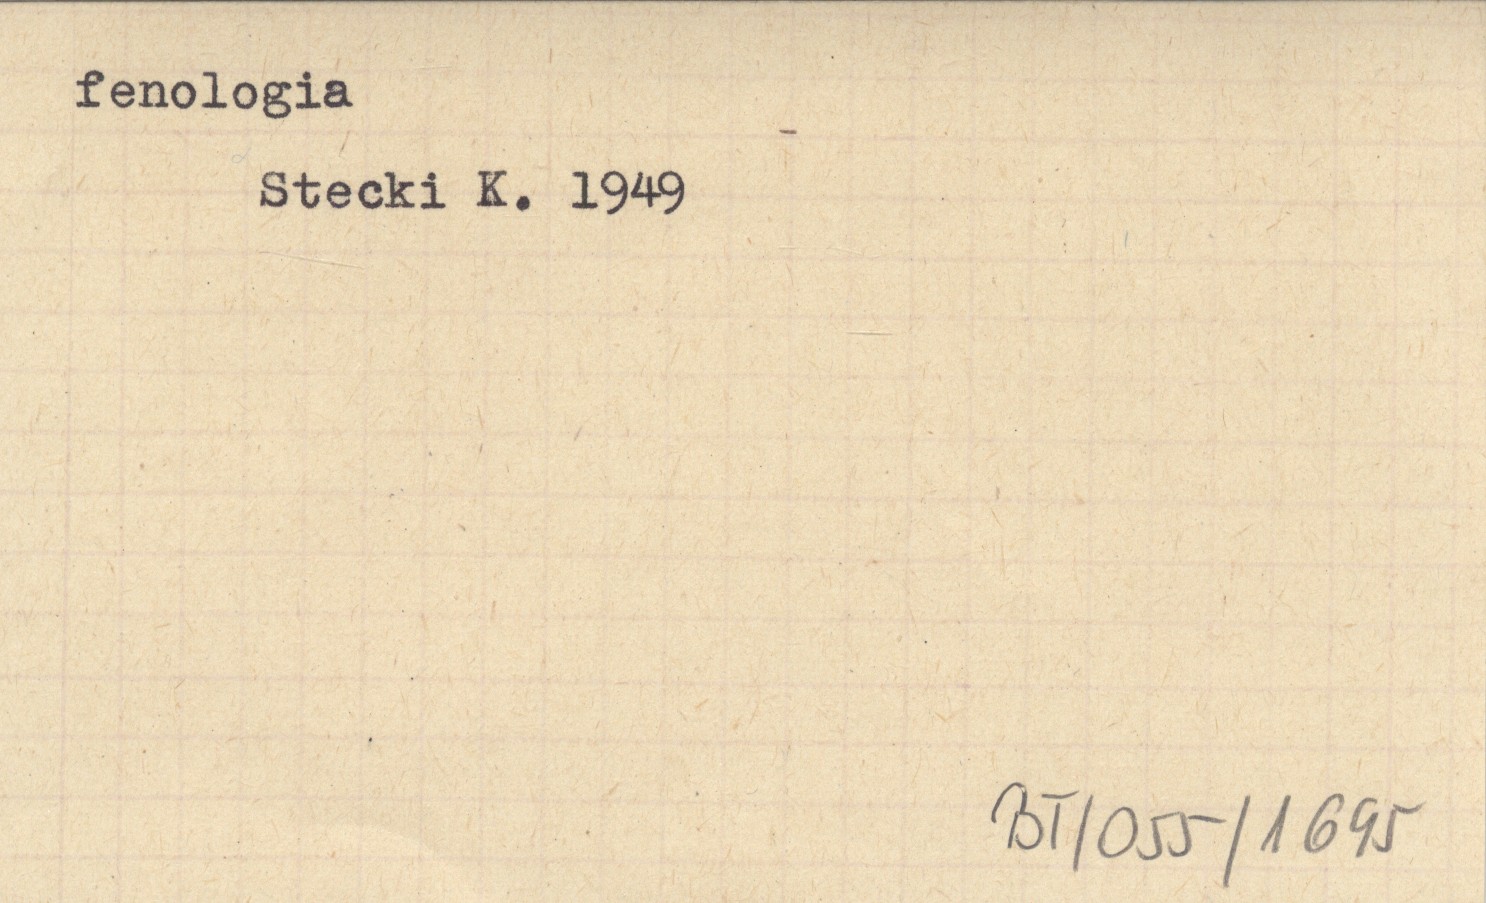 fenologia
Stecki K. 1949
BT/055/1695